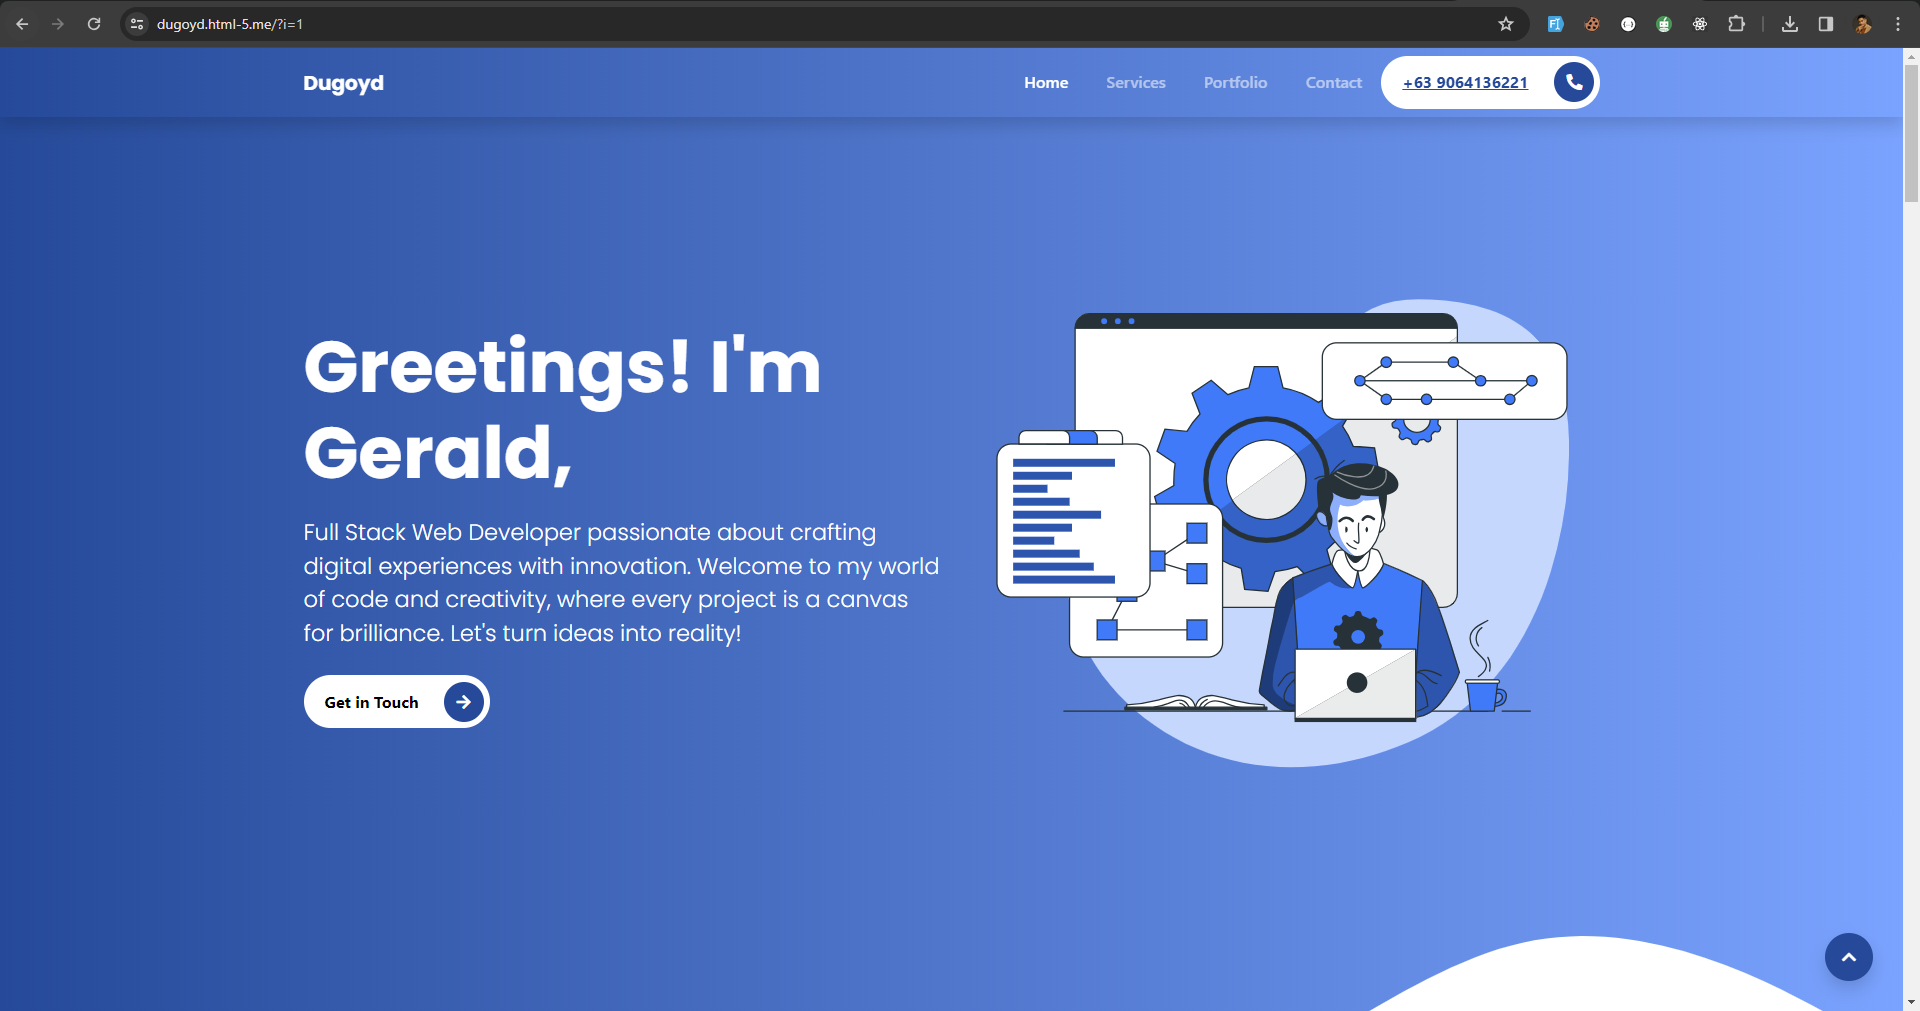 dugoyd.html-5.me/?i=1
Dugoyd
Home
Services
Portfolio
Contact
+63 9064136221
Greetings! I'm
Gerald,
Full Stack Web Developer passionate about crafting
digital experiences with innovation. Welcome to my world
of code and creativity, where every project is a canvas
for brilliance. Let's turn ideas into reality!
Get in Touch